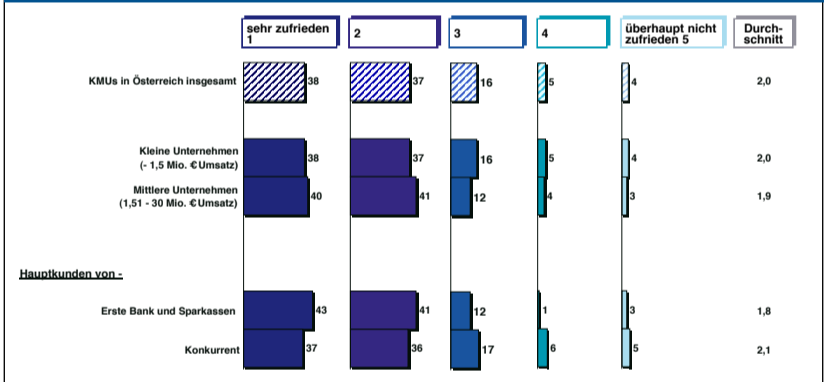 sehr zufrieden
1
2
3
4
überhaupt nicht
zufrieden 5
Durch-
schnitt
KMUs in Österreich insgesamt
38
37
16
5
4
2,0
Kleine Unternehmen
(- 1,5 Mio. €Umsatz)
38
37
16
5
4
2,0
Mittlere Unternehmen
(1,51 - 30 Mio. €Umsatz)
40
41
12
4
3
1,9
Hauptkunden von -
Erste Bank und Sparkassen
43
41
12
1
3
1,8
Konkurrent
37
36
17
6
5
2,1